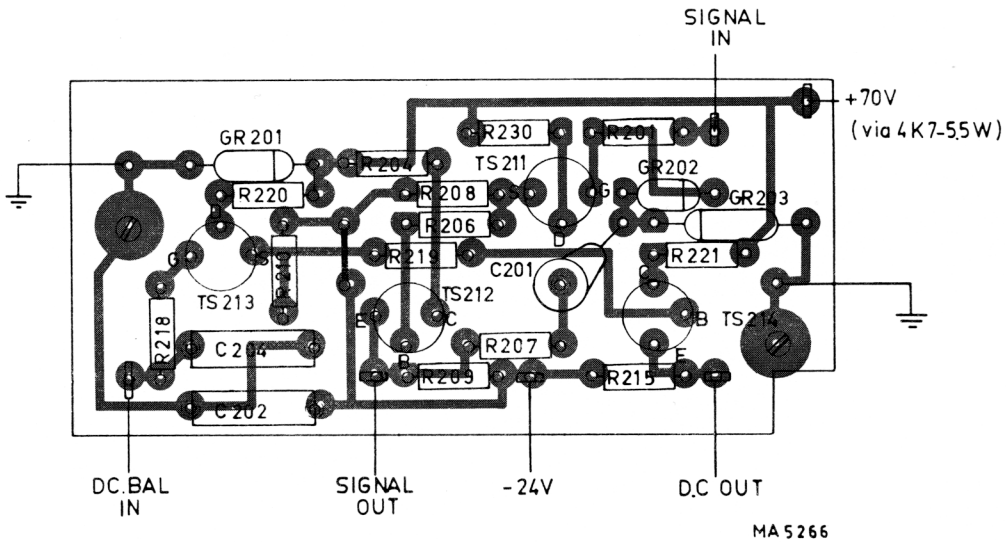 SIGNAL
IN
+70V
(via 4K7-5,5W)
GR201
R230
R201
R204
TS211
GR202
R220
R208
S
G
GR203
D
R206
D
G
S
R219
R221
R210
C201
C
TS213
TS212
E
C
B
TS214
R218
C204
B
R207
E
R209
R215
C202
DC.BAL
IN
SIGNAL
OUT
-24V
D.C OUT
MA5266